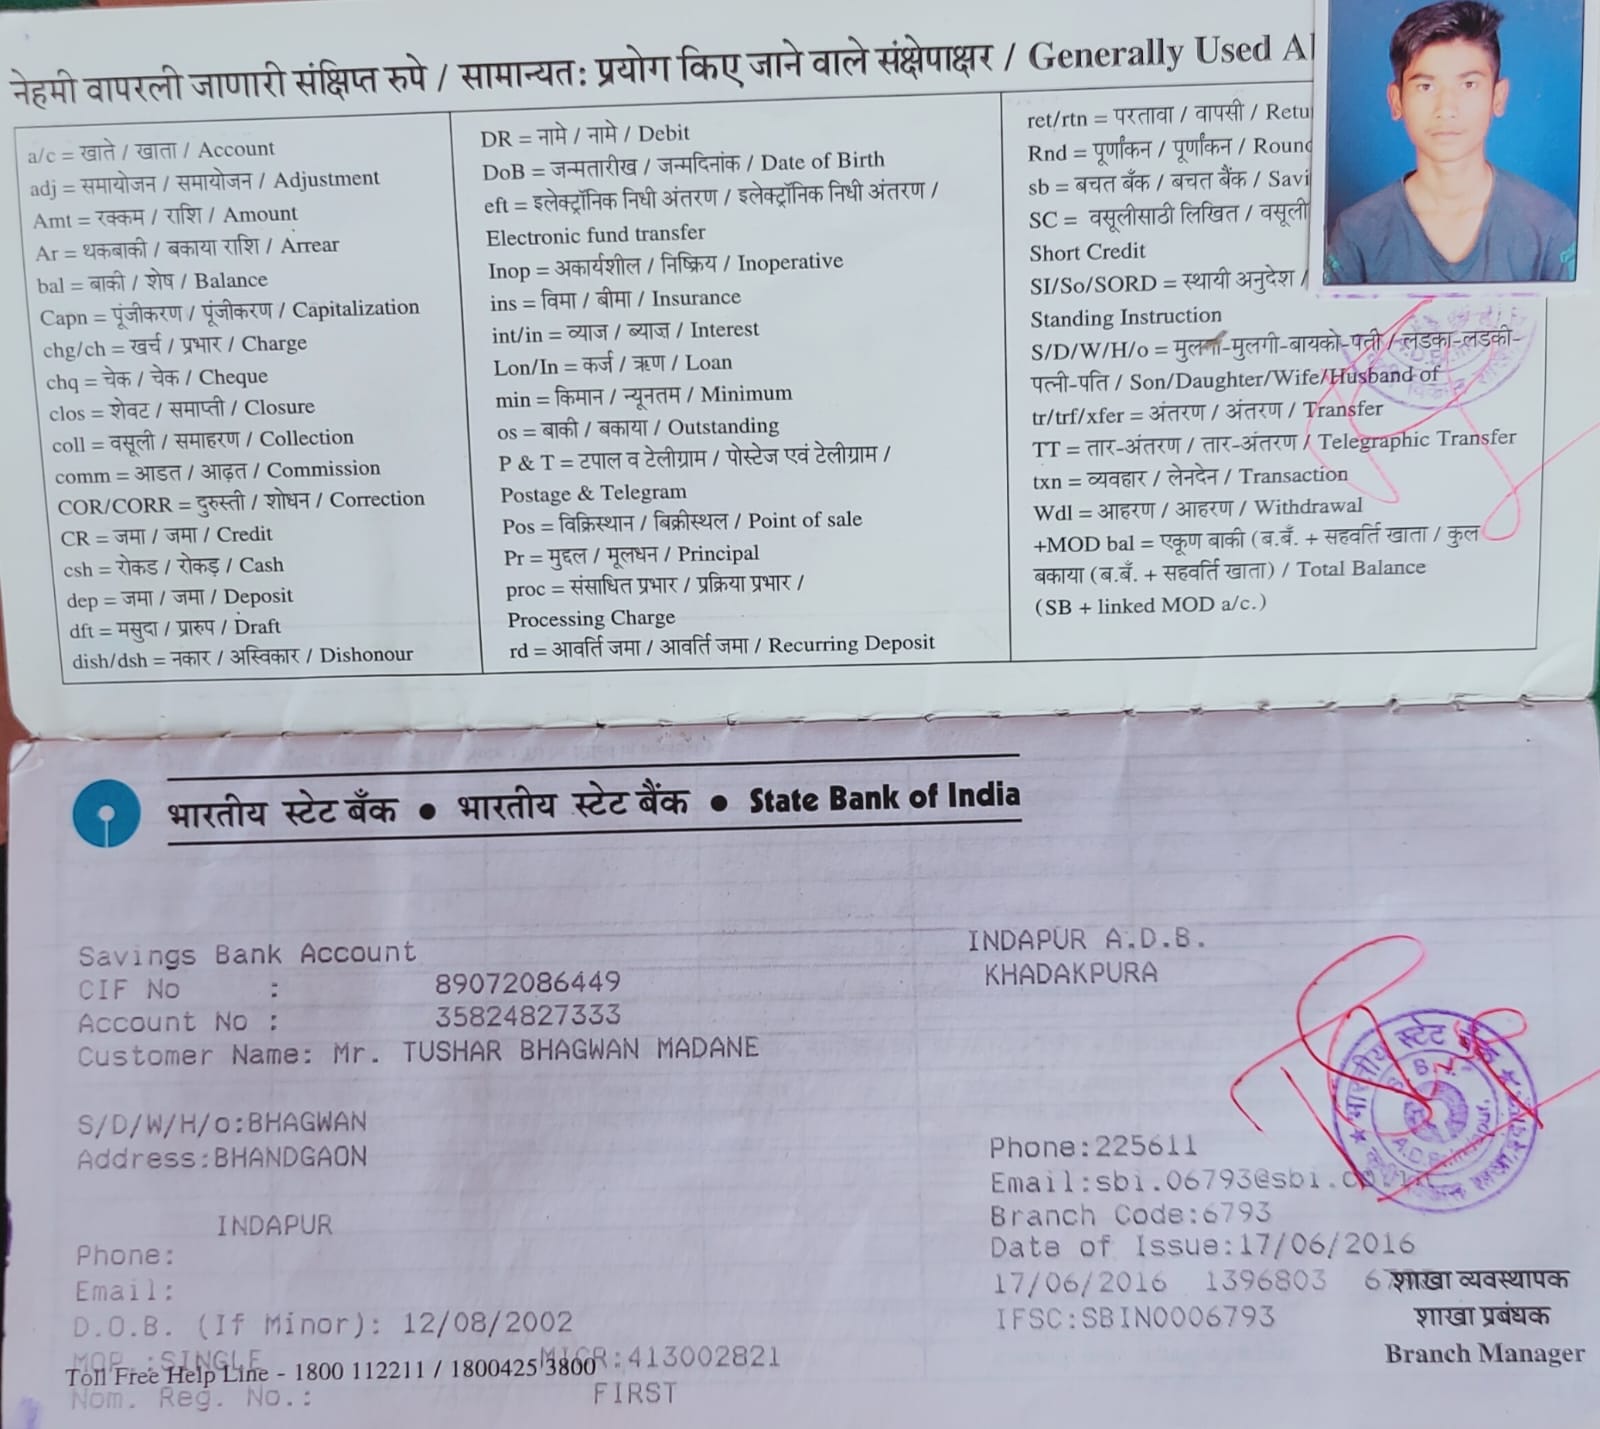 नेहमी वापरली जाणारी संक्षिप्त रुपे / सामान्यत: प्रयोग किए जाने वाले संक्षेपाक्षर / Generally Used
a/c = खाते / खाता / Account
adj = समायोजन / समायोजन / Adjustment
Amt = रक्कम / राशि / Amount
Ar = थकबाकी / बकाया राशि / Arrear
bal = बाकी / शेष / Balance
Capn = पूंजीकरण / पूंजीकरण / Capitalization
chg/ch = खर्च / प्रभार / Charge
chq = चेक / चेक / Cheque
clos = शेवट / समाप्ती / Closure
coll = वसूली / समाहरण / Collection
comm = आडत / आढ़त / Commission
COR/CORR = दुरुस्ती / शोधन / Correction
CR = जमा / जमा / Credit
csh = रोकड / रोकड़ / Cash
dep = जमा / जमा / Deposit
dft = मसुदा / प्रारुप / Draft
dish/dsh = नकार / अस्विकार / Dishonour
DR = नामे / नामे / Debit
DoB = जन्मतारीख / जन्मदिनांक / Date of Birth
eft = इलेक्ट्रॉनिक निधी अंतरण / इलेक्ट्रॉनिक निधी अंतरण /
Electronic fund transfer
Inop = अकार्यशील / निष्क्रिय / Inoperative
ins = विमा / बीमा / Insurance
int/in = व्याज / ब्याज / Interest
Lon/In = कर्ज / ऋण / Loan
min = किमान / न्यूनतम / Minimum
os = बाकी / बकाया / Outstanding
P & T = टपाल व टेलीग्राम / पोस्टेज एवं टेलीग्राम /
Postage & Telegram
Pos = विक्रिस्थान / बिक्रीस्थल / Point of sale
Pr = मुद्दल / मूलधन / Principal
proc = संसाधित प्रभार / प्रक्रिया प्रभार /
Processing Charge
rd = आवर्ति जमा / आवर्ति जमा / Recurring Deposit
ret/rtn = परतावा / वापसी /
Rnd = पूर्णांकन / पूर्णांकन /
sb = बचत बँक / बचत बैंक /
SC = वसूलीसाठी लिखित / वसूली
Short Credit
SI/So/SORD = स्थायी अनुदेश /
Standing Instruction
S/D/W/H/o = मुलगा-मुलगी-बायको-पती / लडका-लडकी-
पत्नी-पति / Son/Daughter/Wife/Husband of
tr/trf/xfer = अंतरण / अंतरण / Transfer
TT = तार-अंतरण / तार-अंतरण / Telegraphic Transfer
txn = व्यवहार / लेनदेन / Transaction
Wdl = आहरण / आहरण / Withdrawal
+MOD bal = एकूण बाकी (ब.बँ. + सहवर्ति खाता / कुल
बकाया (ब.बँ. + सहवर्ति खाता) / Total Balance
(SB + linked MOD a/c.)
भारतीय स्टेट बँक ● भारतीय स्टेट बैंक ● State Bank of India
Savings Bank Account
CIF No : 89072086449
Account No : 35824827333
Customer Name: Mr. TUSHAR BHAGWAN MADANE
S/D/W/H/o:BHAGWAN
Address:BHANDGAON
INDAPUR
Phone:
Email:
D.O.B. (If Minor): 12/08/2002
MOP :SINGLE MICR:413002821
Toll Free Help Line - 1800 112211 / 1800425 3800
Nom. Reg. No.: FIRST
INDAPUR A.D.B.
KHADAKPURA
Phone:225611
Email:sbi.06793@sbi.
Branch Code:6793
Date of Issue:17/06/2016
17/06/2016 1396803
IFSC:SBIN0006793
शाखा व्यवस्थापक
शाखा प्रबंधक
Branch Manager
भारतीय स्टेट बँक